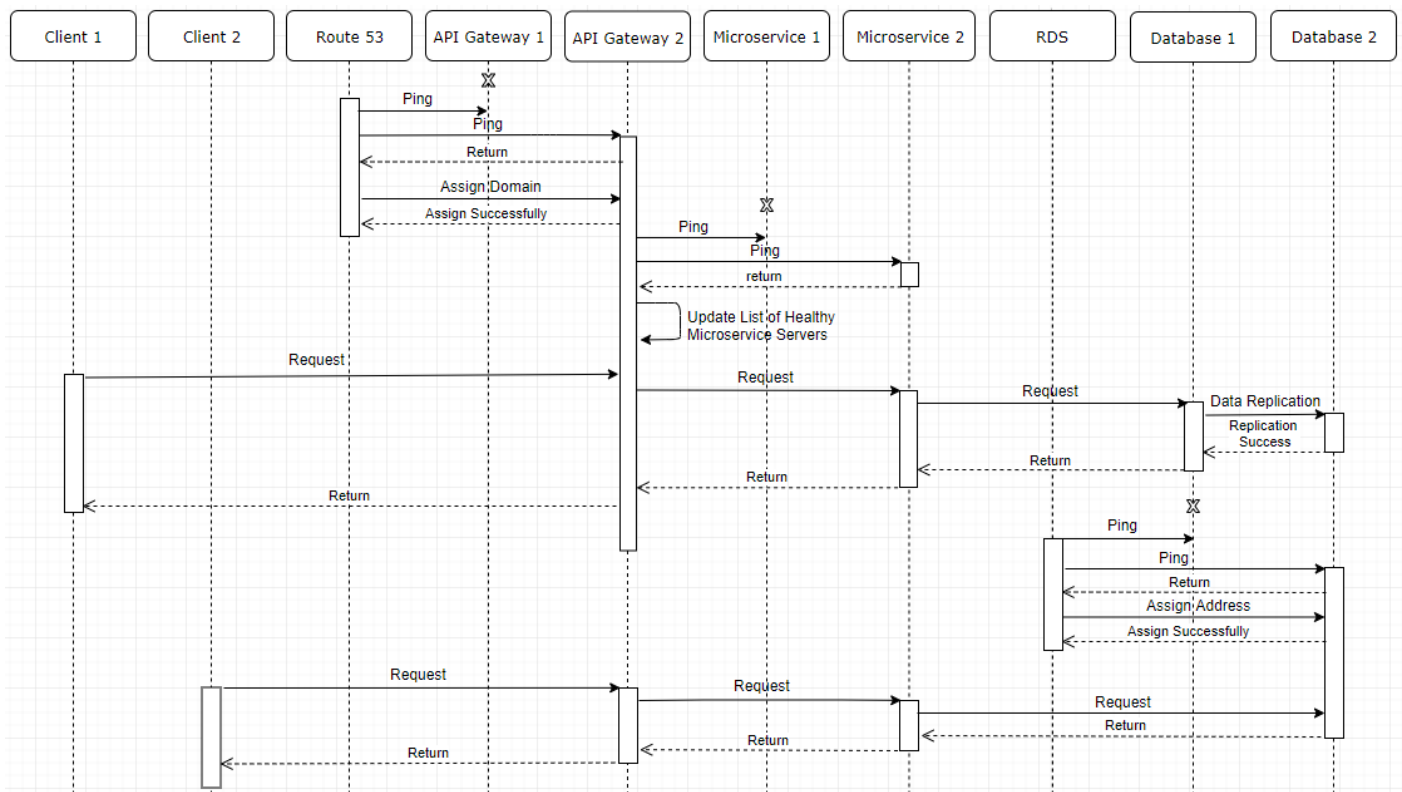 Client 1
Client 2
Route 53
API Gateway 1
API Gateway 2
Microservice 1
Microservice 2
RDS
Database 1
Database 2
Ping
Ping
Return
Assign Domain
Assign Successfully
Ping
Ping
return
Update List of Healthy
Microservice Servers
Request
Request
Request
Data Replication
Replication
Success
Return
Return
Return
Ping
Ping
Return
Assign Address
Assign Successfully
Request
Request
Request
Return
Return
Return